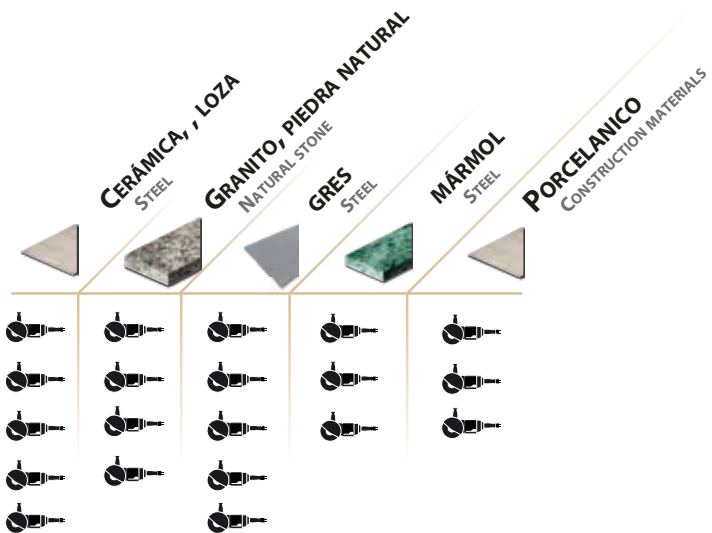 CERÁMICA, , LOZA
STEEL
GRANITO, PIEDRA NATURAL
NATURAL STONE
GRES
STEEL
MÁRMOL
STEEL
PORCELANICO
CONSTRUCTION MATERIALS